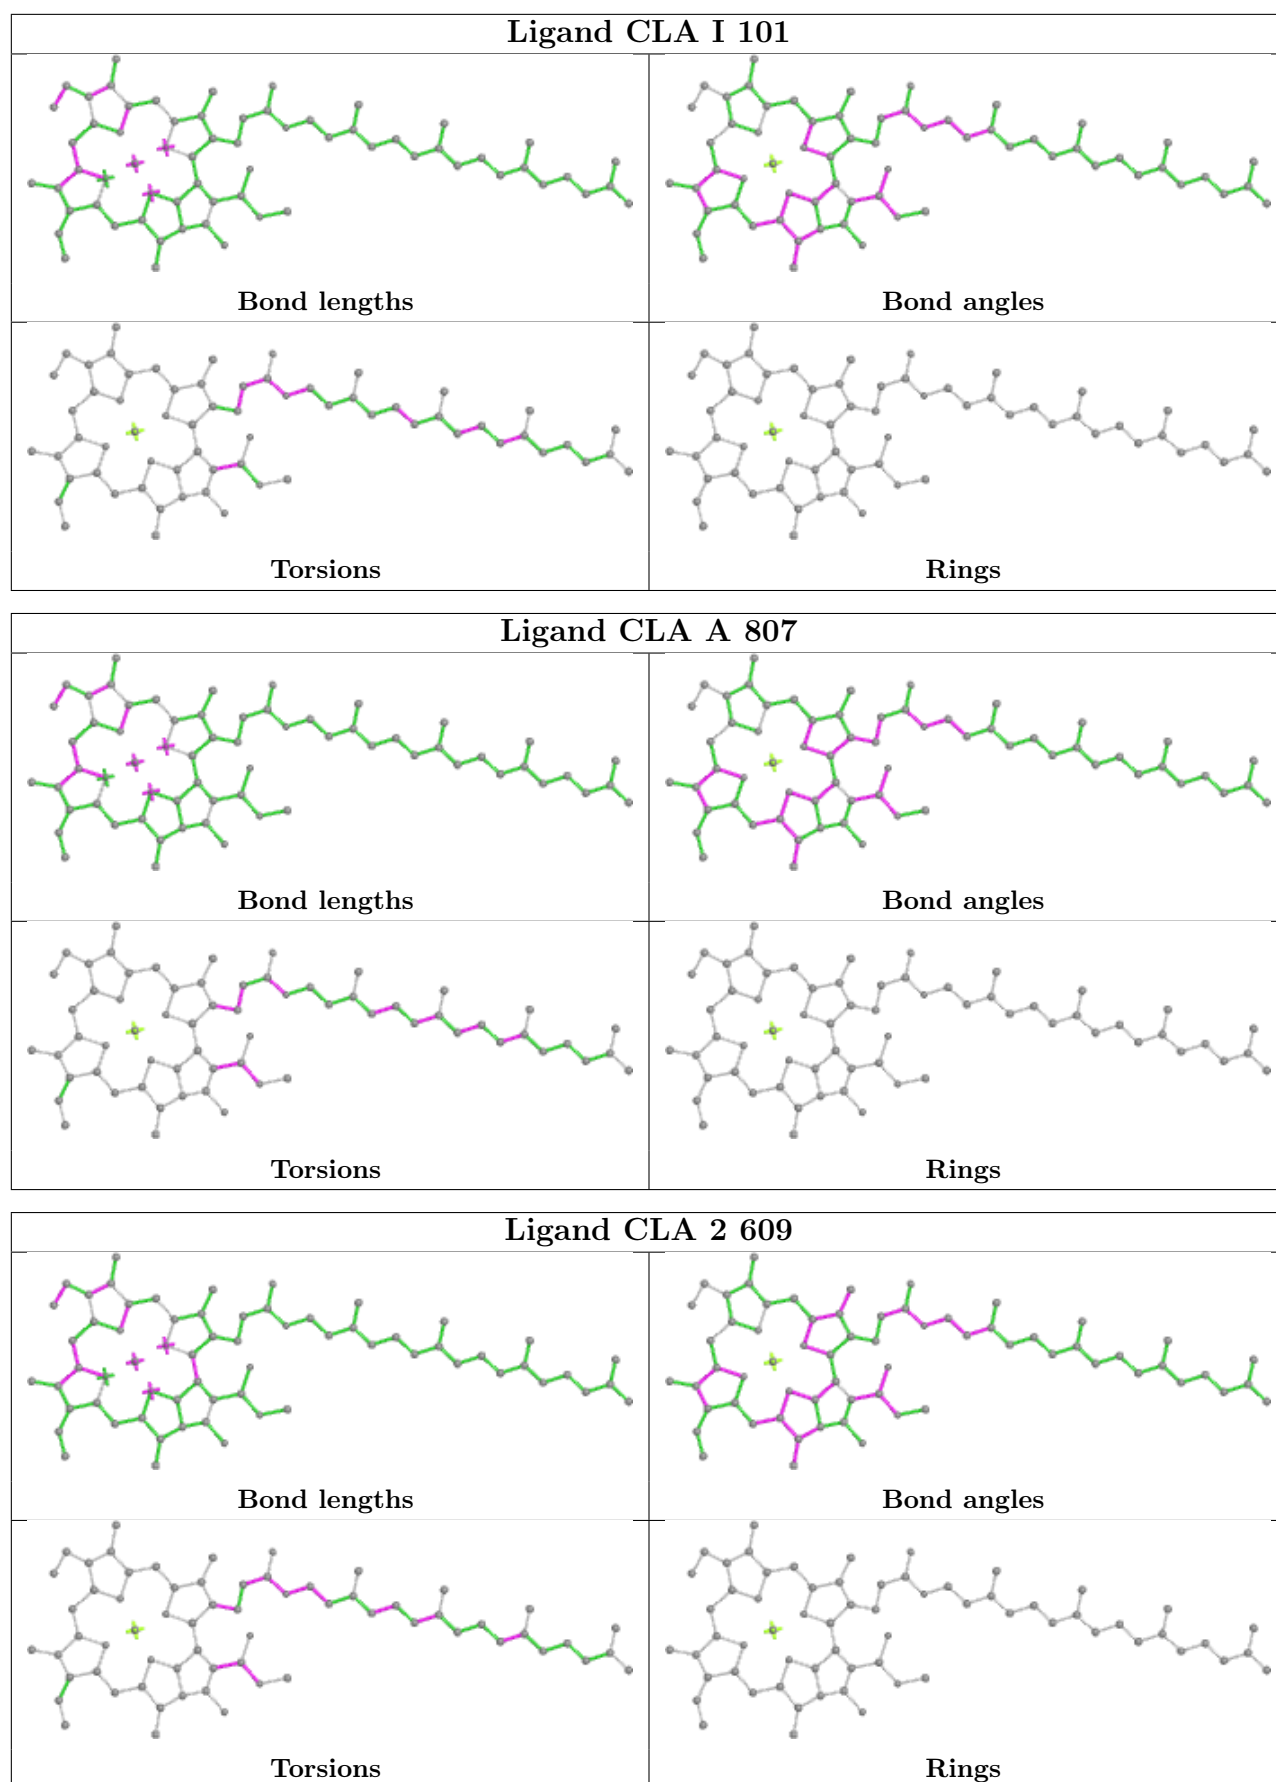 Ligand CLA I 101
Bond lengths
Bond angles
Torsions
Rings
Ligand CLA A 807
Bond lengths
Bond angles
Torsions
Rings
Ligand CLA 2 609
Bond lengths
Bond angles
Torsions
Rings